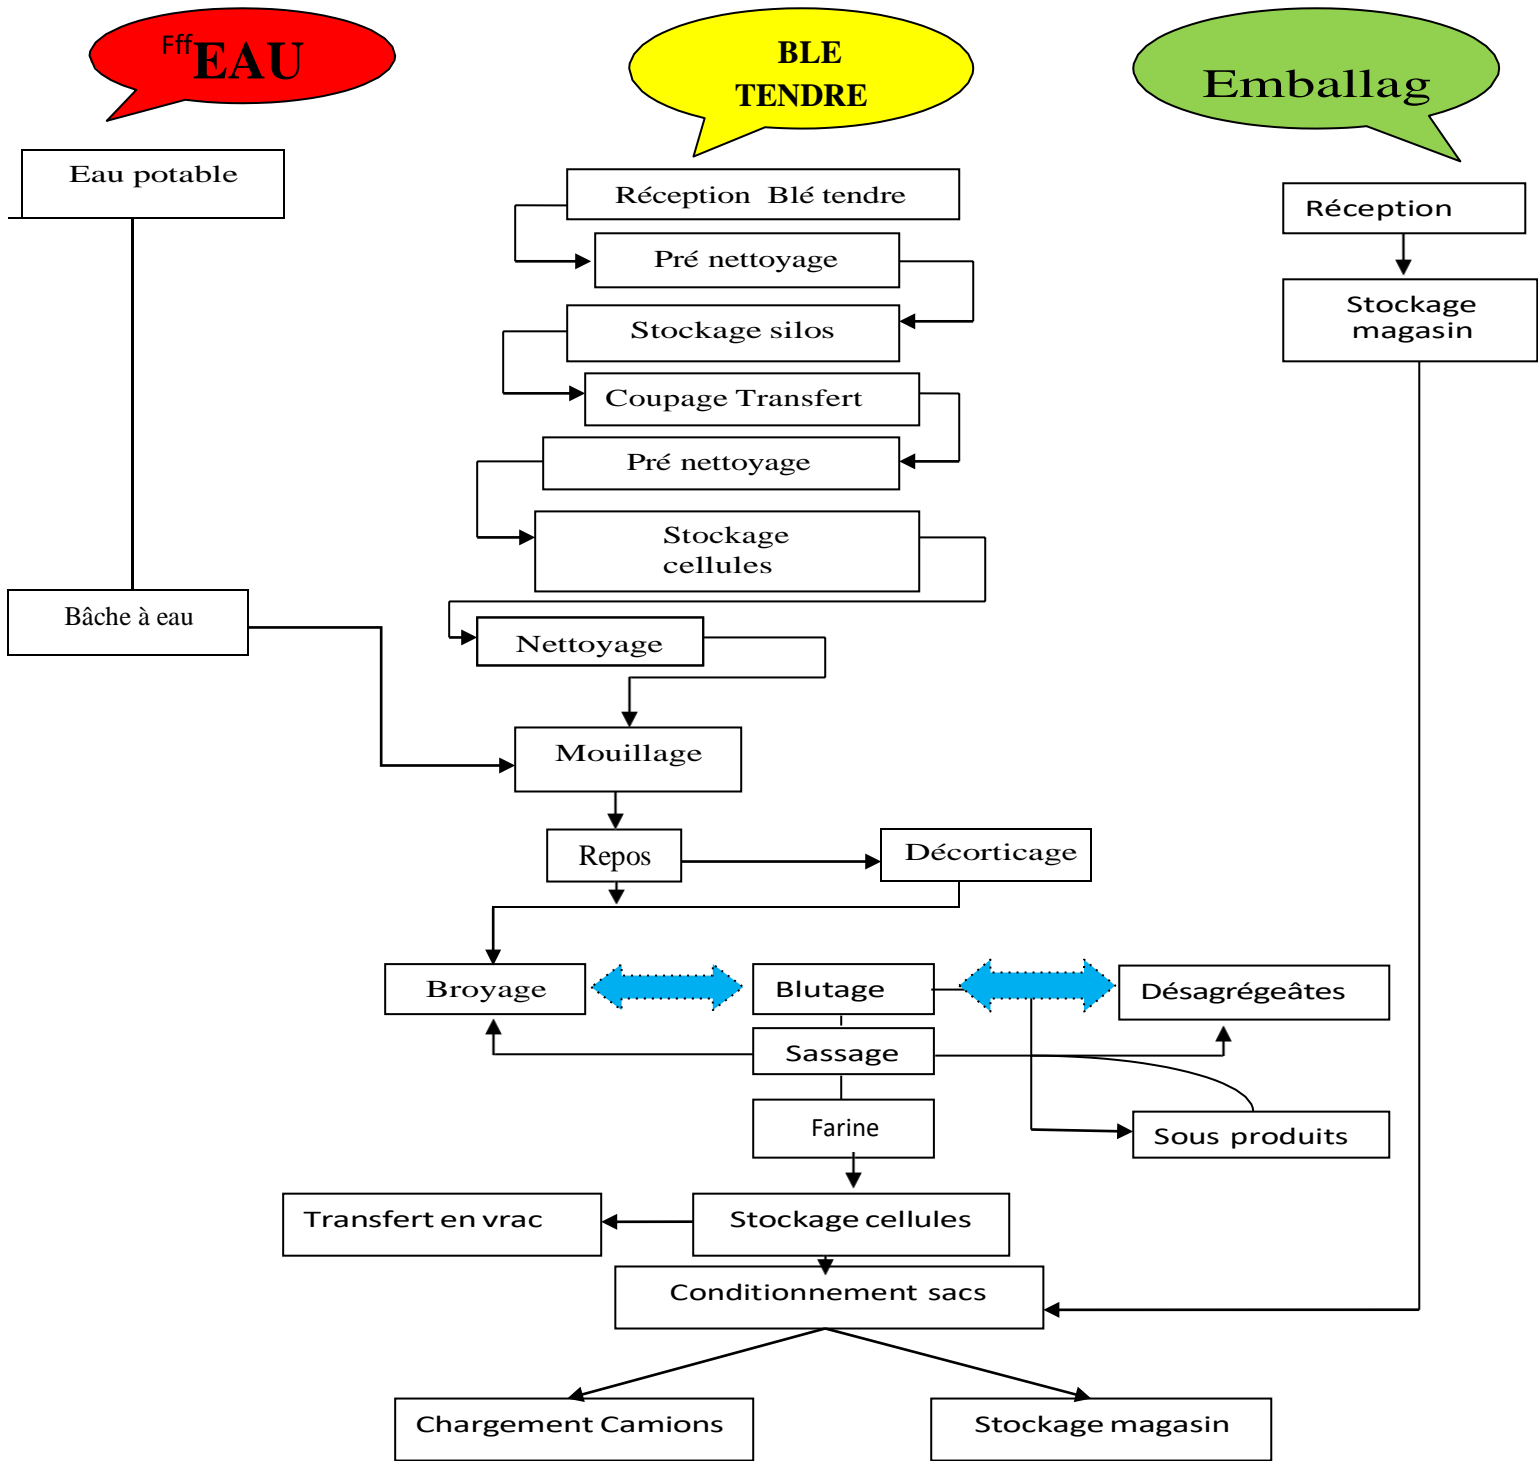 Fff EAU
BLE
TENDRE
Emballag
Eau potable
Réception Blé tendre
Réception
Pré nettoyage
Stockage
magasin
Stockage silos
Coupage Transfert
Pré nettoyage
Stockage
cellules
Bâche à eau
Nettoyage
Mouillage
Repos
Décorticage
Broyage
Blutage
Désagrégeâtes
Sassage
Farine
Sous produits
Transfert en vrac
Stockage cellules
Conditionnement sacs
Chargement Camions
Stockage magasin